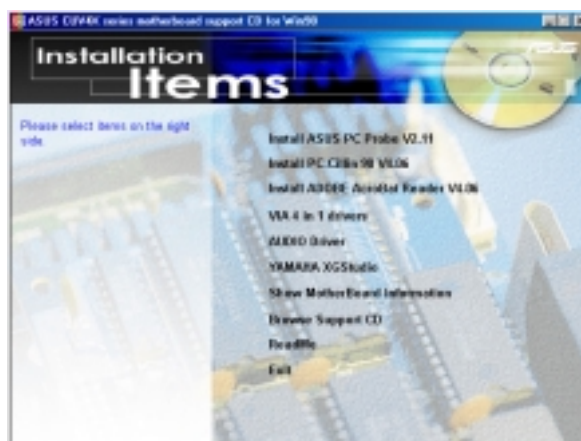 ASUS CUV4X series motherboard support CD for Win98
Installation
Items
ASUS
Please select items on the right
side.
Install ASUS PC Probe V2.11
Install PC Cillin 98 V6.06
Install ADOBE Acrobat Reader V4.06
VIA 4 in 1 drivers
AUDIO Driver
YAMAHA XGStudio
Show MotherBoard Information
Browse Support CD
ReadMe
Exit